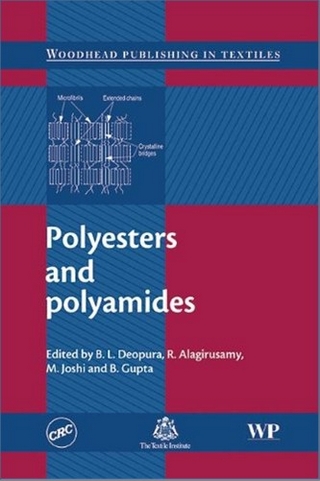 WOODHEAD PUBLISHING IN TEXTILES
Microfibrils Extended chains
Crystalline
bridges
Polyesters
and
polyamides
Edited by B. L. Deopura, R. Alagirusamy,
M. Joshi and B. Gupta
CRC
The Textile Institute
WP